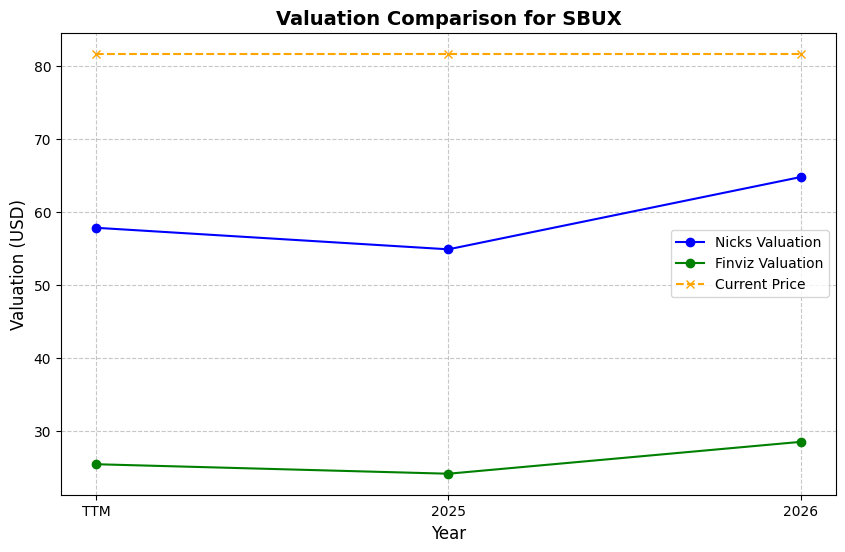 Valuation Comparison for SBUX
Valuation (USD)
80
70
60
50
40
30
Nicks Valuation
Finviz Valuation
Current Price
TTM
2025
2026
Year